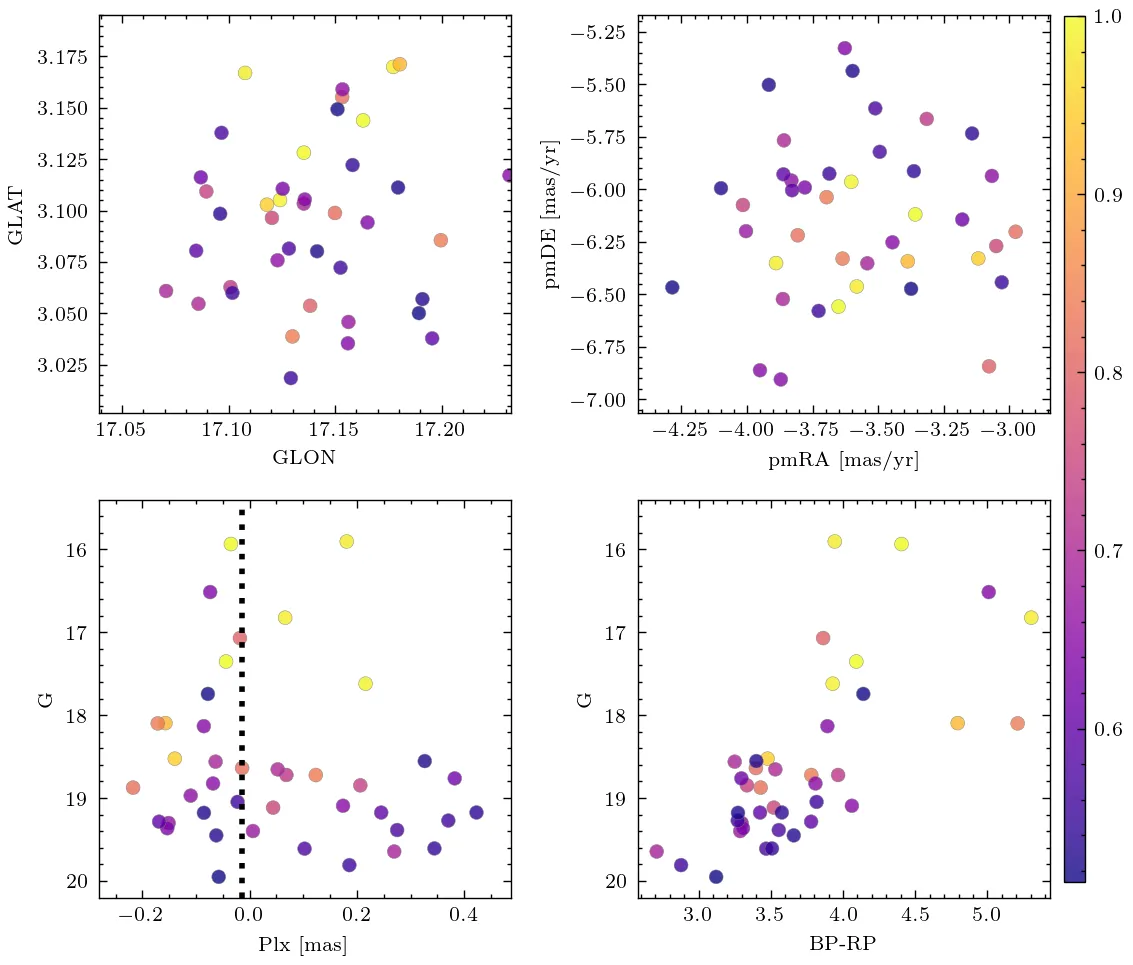 3.175
3.150
3.125
3.100
3.075
3.050
3.025
GLAT
17.05 17.10 17.15 17.20
GLON
−5.25
−5.50
−5.75
−6.00
−6.25
−6.50
−6.75
−7.00
pmDE [mas/yr]
−4.25 −4.00 −3.75 −3.50 −3.25 −3.00
pmRA [mas/yr]
16
17
18
19
20
G
−0.2 0.0 0.2 0.4
Plx [mas]
16
17
18
19
20
G
3.0 3.5 4.0 4.5 5.0
BP-RP
1.0
0.9
0.8
0.7
0.6